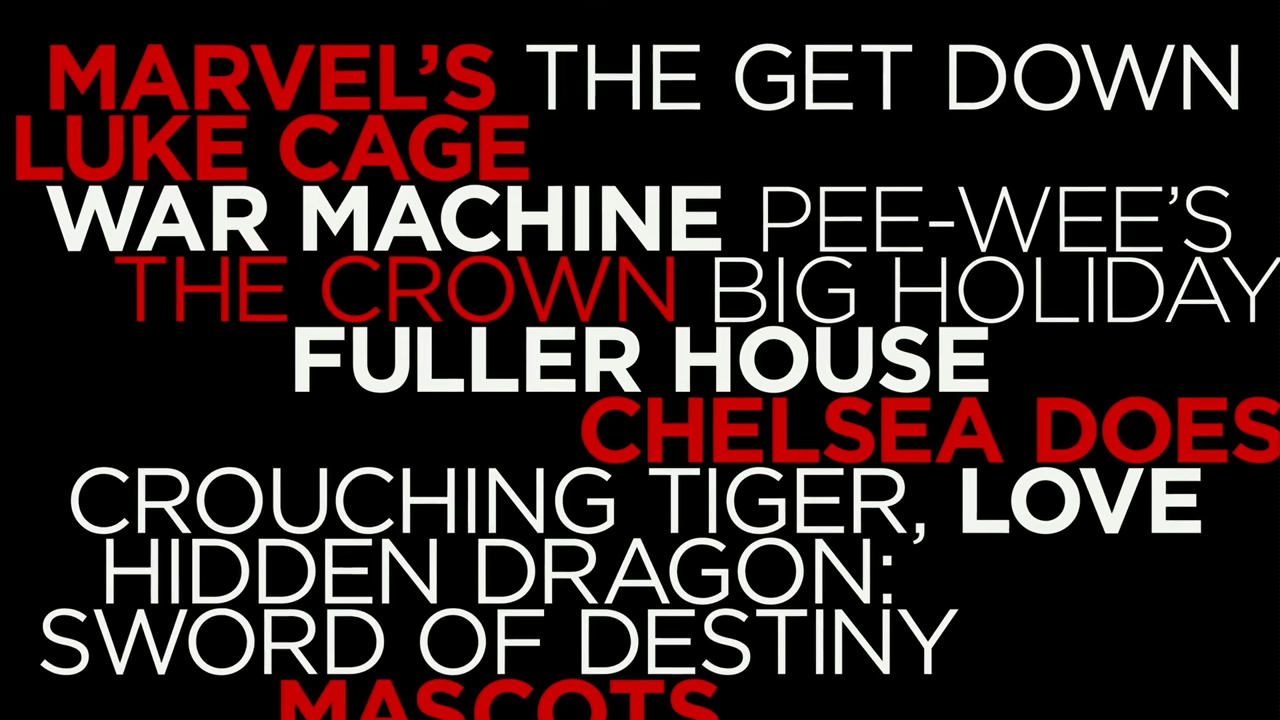 MARVEL'S THE GET DOWN
LUKE CAGE
WAR MACHINE PEE-WEE'S
THE CROWN BIG HOLIDAY
FULLER HOUSE
CHELSEA DOES
CROUCHING TIGER, LOVE
HIDDEN DRAGON:
SWORD OF DESTINY
MASCOTS